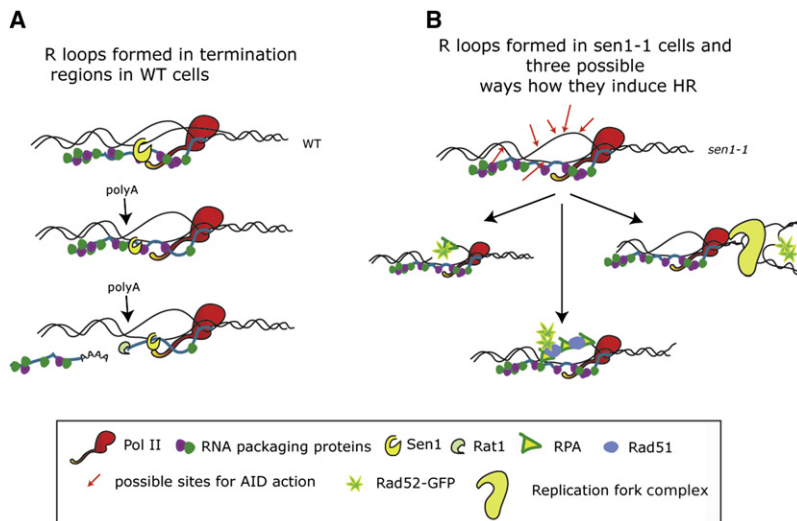 A
R loops formed in termination
regions in WT cells
WT
polyA
polyA
AAA
B
R loops formed in sen1-1 cells and
three possible
ways how they induce HR
sen1-1
Pol II
RNA packaging proteins
Sen1
Rat1
RPA
Rad51
possible sites for AID action
Rad52-GFP
Replication fork complex